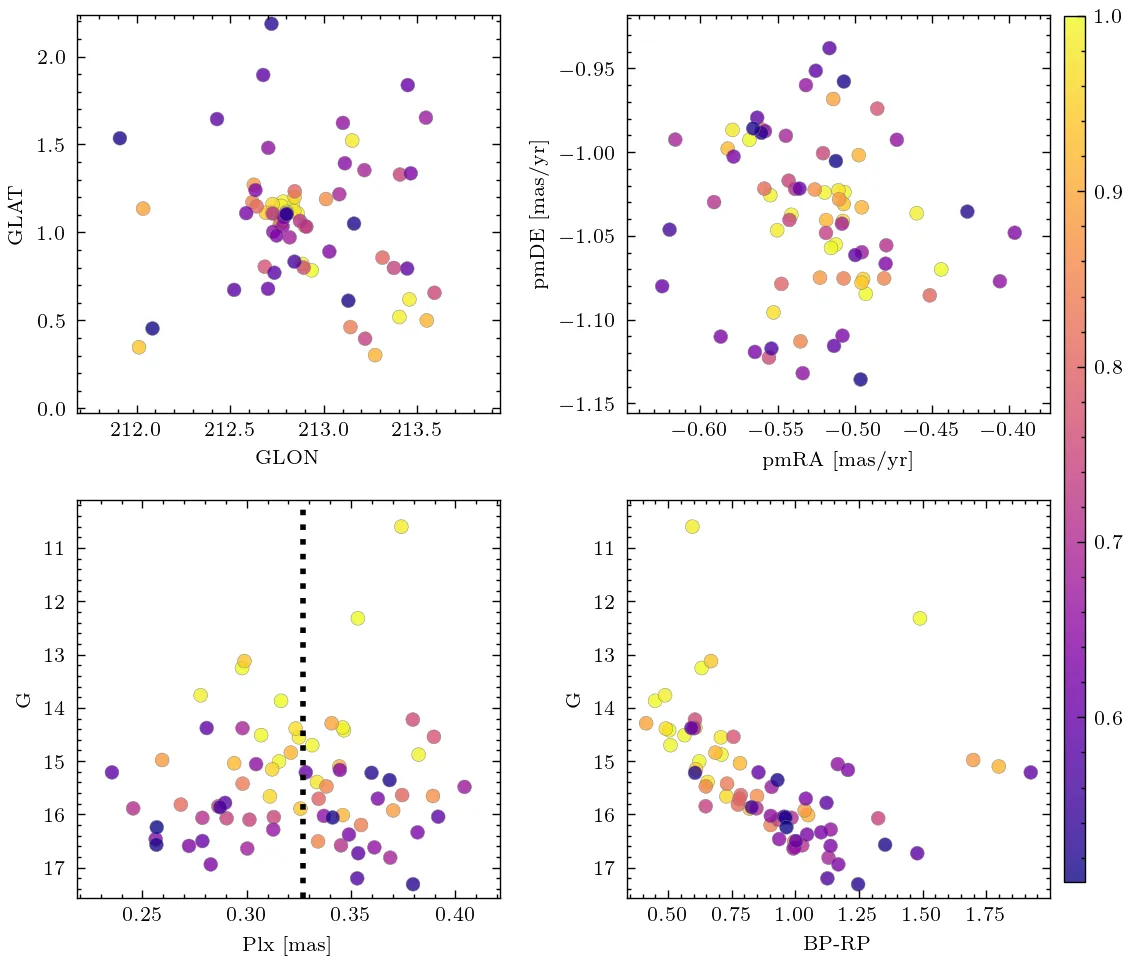 2.0
1.5
1.0
0.5
0.0
GLAT
212.0 212.5 213.0 213.5
GLON
−0.95
−1.00
−1.05
−1.10
−1.15
pmDE [mas/yr]
−0.60 −0.55 −0.50 −0.45 −0.40
pmRA [mas/yr]
1.0
0.9
0.8
0.7
0.6
11
12
13
14
15
16
17
G
0.25 0.30 0.35 0.40
Plx [mas]
11
12
13
14
15
16
17
G
0.50 0.75 1.00 1.25 1.50 1.75
BP-RP